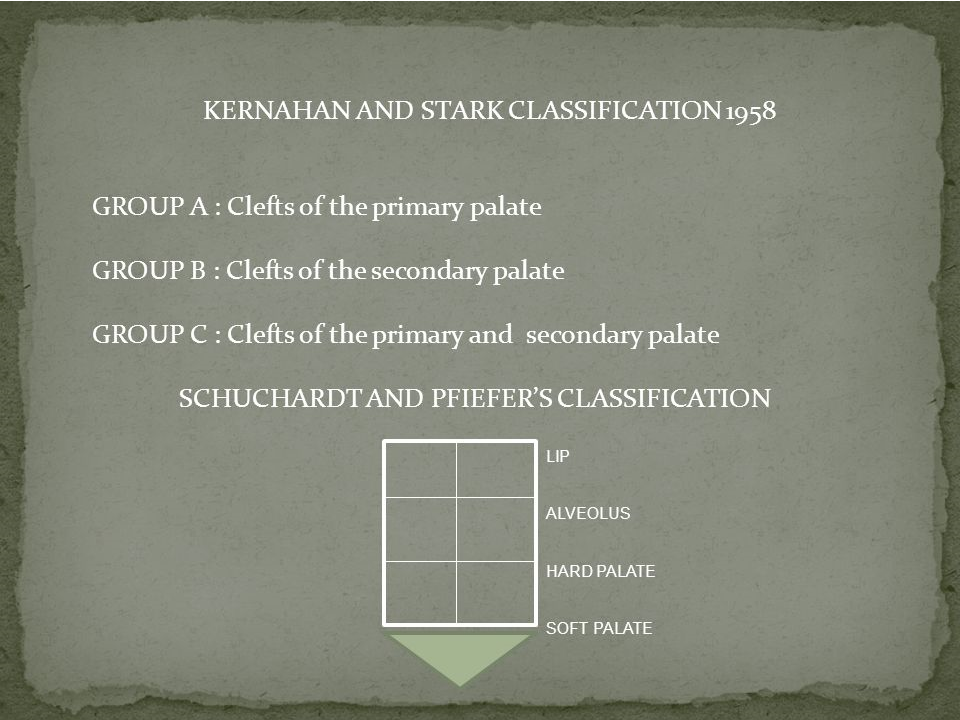 KERNAHAN AND STARK CLASSIFICATION 1958
GROUP A : Clefts of the primary palate
GROUP B : Clefts of the secondary palate
GROUP C : Clefts of the primary and  secondary palate
SCHUCHARDT AND PFIEFER’S CLASSIFICATION
LIP
ALVEOLUS
HARD PALATE
SOFT PALATE